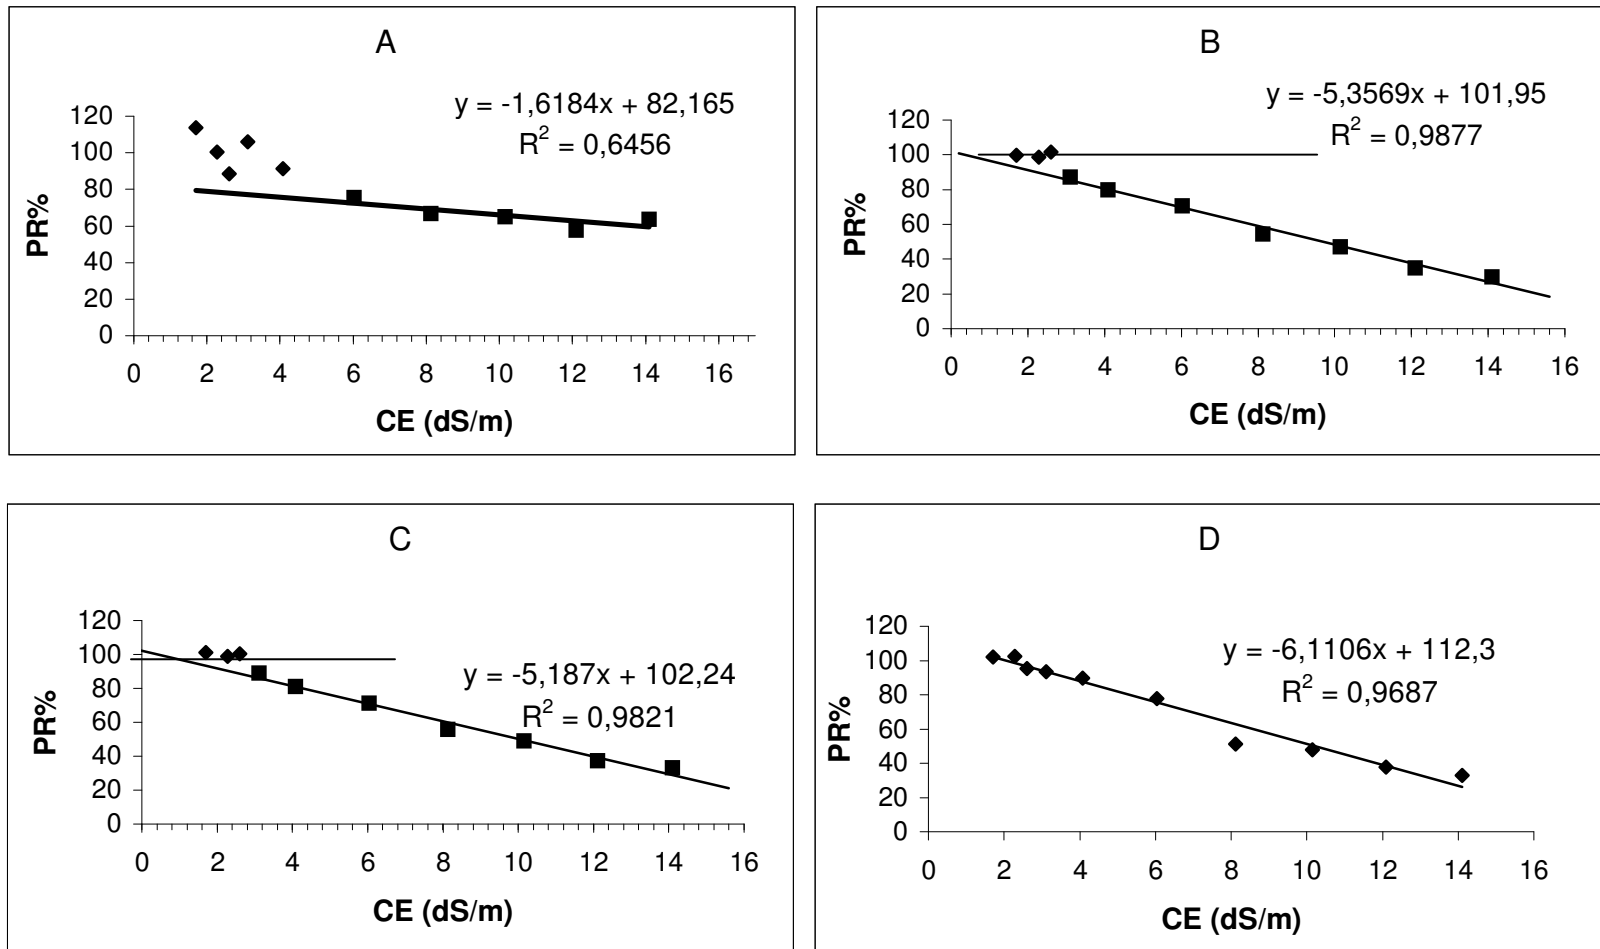 A
y = -1,6184x + 82,165
R² = 0,6456
120
100
80
60
40
20
0
PR%
0 2 4 6 8 10 12 14 16
CE (dS/m)
B
y = -5,3569x + 101,95
R² = 0,9877
120
100
80
60
40
20
0
PR%
0 2 4 6 8 10 12 14 16
CE (dS/m)
C
y = -5,187x + 102,24
R² = 0,9821
120
100
80
60
40
20
0
PR%
0 2 4 6 8 10 12 14 16
CE (dS/m)
D
y = -6,1106x + 112,3
R² = 0,9687
120
100
80
60
40
20
0
PR%
0 2 4 6 8 10 12 14 16
CE (dS/m)